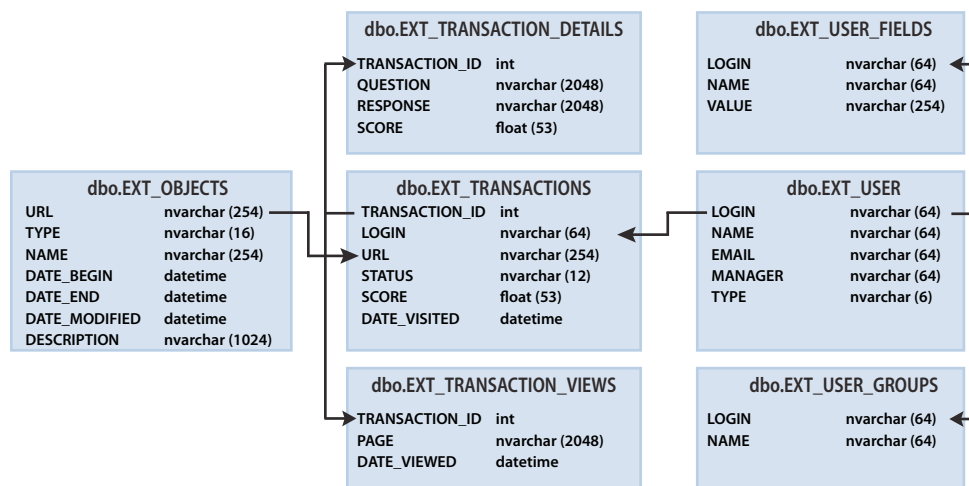 dbo.EXT_TRANSACTION_DETAILS
TRANSACTION_ID int
QUESTION nvarchar (2048)
RESPONSE nvarchar (2048)
SCORE float (53)
dbo.EXT_USER_FIELDS
LOGIN nvarchar (64)
NAME nvarchar (64)
VALUE nvarchar (254)
dbo.EXT_OBJECTS
URL nvarchar (254)
TYPE nvarchar (16)
NAME nvarchar (254)
DATE_BEGIN datetime
DATE_END datetime
DATE_MODIFIED datetime
DESCRIPTION nvarchar (1024)
dbo.EXT_TRANSACTIONS
TRANSACTION_ID int
LOGIN nvarchar (64)
URL nvarchar (254)
STATUS nvarchar (12)
SCORE float (53)
DATE_VISITED datetime
dbo.EXT_USER
LOGIN nvarchar (64)
NAME nvarchar (64)
EMAIL nvarchar (64)
MANAGER nvarchar (64)
TYPE nvarchar (6)
dbo.EXT_TRANSACTION_VIEWS
TRANSACTION_ID int
PAGE nvarchar (2048)
DATE_VIEWED datetime
dbo.EXT_USER_GROUPS
LOGIN nvarchar (64)
NAME nvarchar (64)